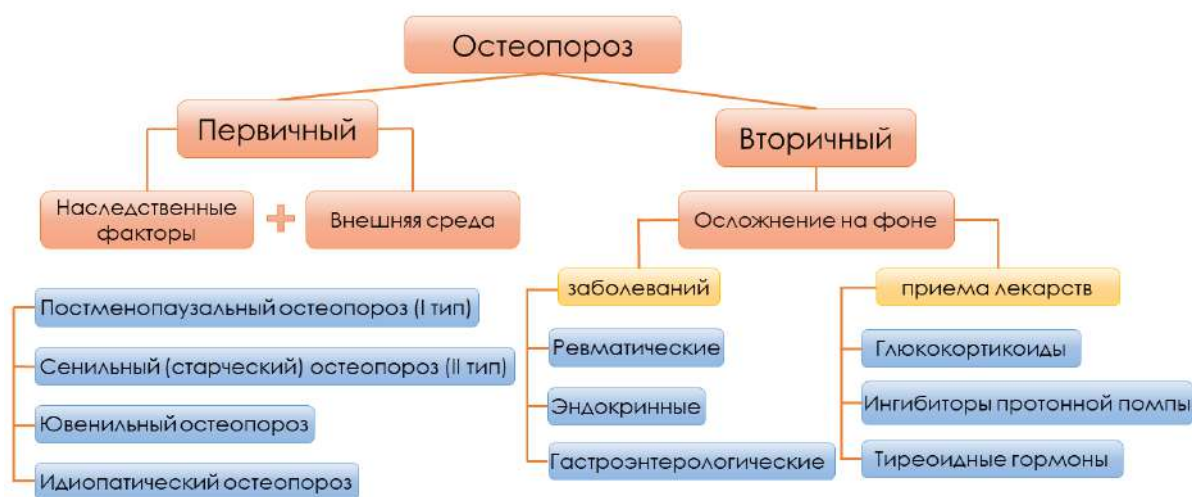 Остеопороз
Первичный
Вторичный
Наследственные
факторы
Внешняя среда
Осложнение на фоне
Постменопаузальный остеопороз (I тип)
Сенильный (старческий) остеопороз (II тип)
Ювенильный остеопороз
Идиопатический остеопороз
заболеваний
Ревматические
Эндокринные
Гастроэнтерологические
приема лекарств
Глюкокортикоиды
Ингибиторы протонной помпы
Тиреоидные гормоны